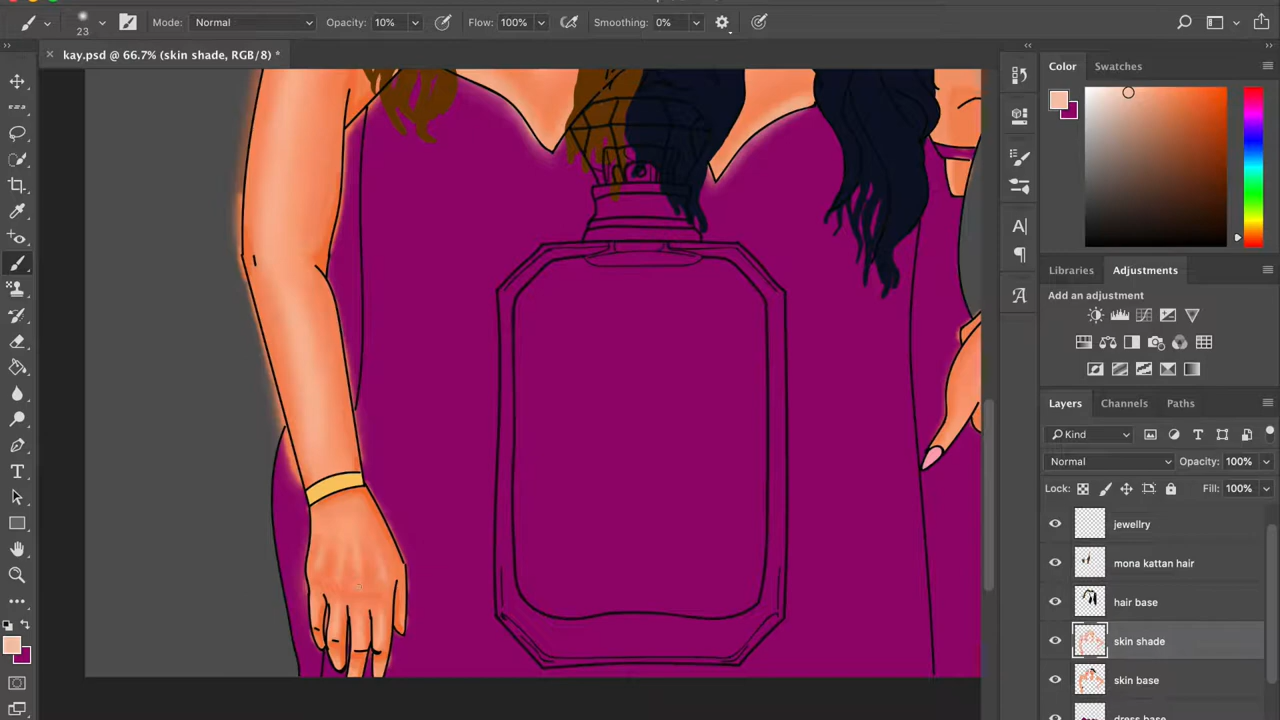 23
Mode: Normal
Opacity: 10%
Flow: 100%
Smoothing: 0%
kay.psd @ 66.7% (skin shade, RGB/8) *
Color
Swatches
Libraries
Adjustments
Add an adjustment
Layers
Channels
Paths
Kind
Normal
Opacity: 100%
Lock:
Fill: 100%
jewellry
mona kattan hair
hair base
skin shade
skin base
dress base